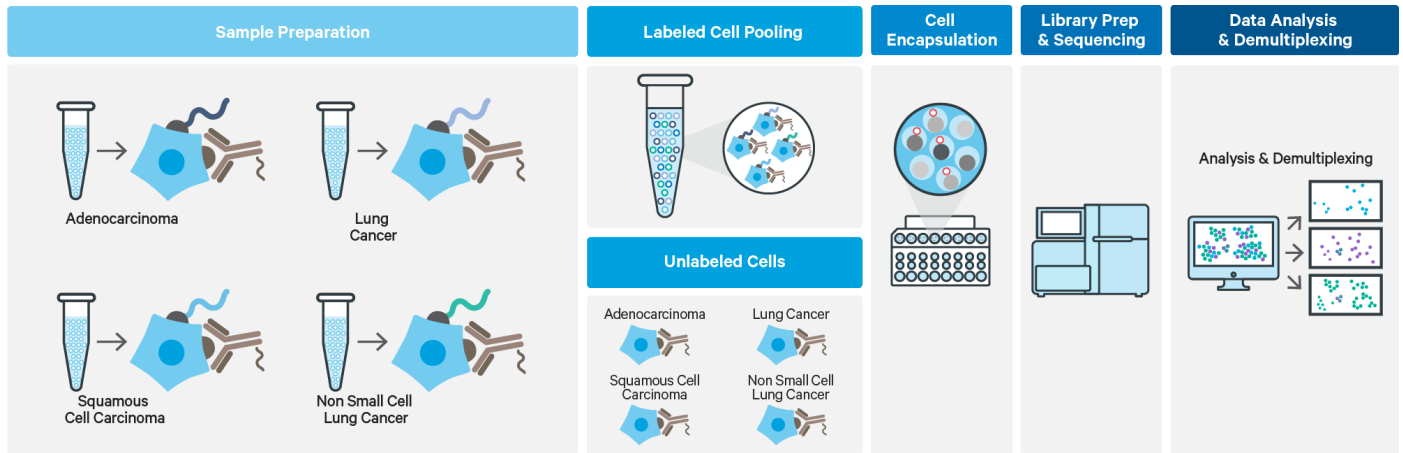 Sample Preparation
Adenocarcinoma
Lung
Cancer
Squamous
Cell Carcinoma
Non Small Cell
Lung Cancer
Labeled Cell Pooling
Unlabeled Cells
Adenocarcinoma
Lung Cancer
Squamous Cell
Carcinoma
Non Small Cell
Lung Cancer
Cell
Encapsulation
Library Prep
& Sequencing
Data Analysis
& Demultiplexing
Analysis & Demultiplexing